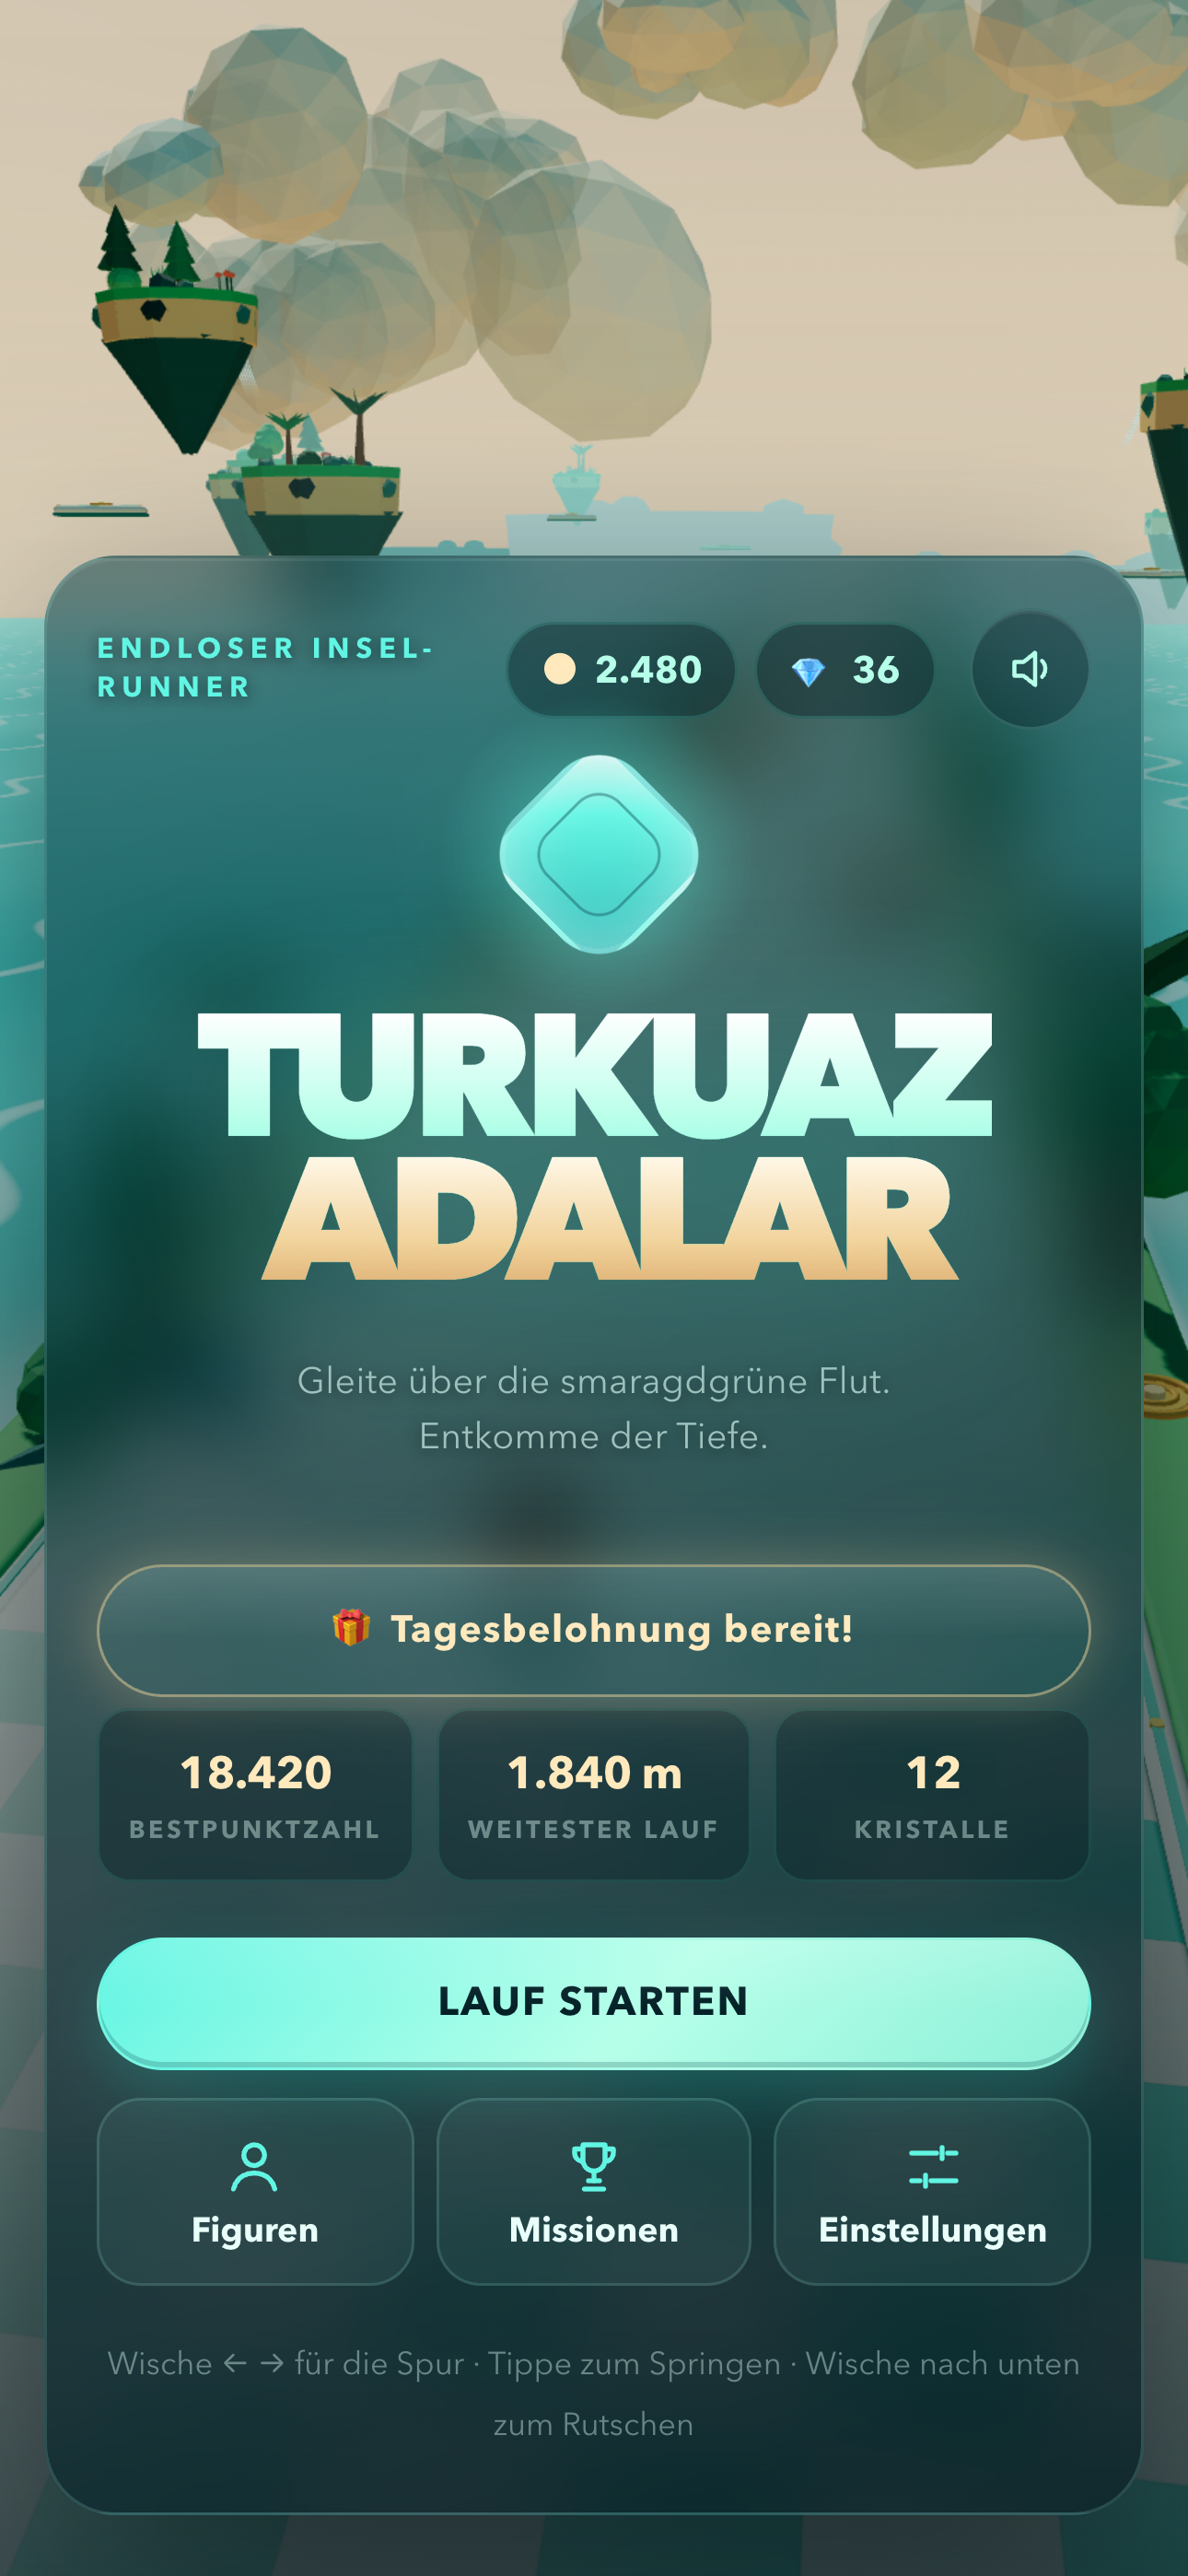 ENDLOSER INSEL-
RUNNER
2.480
36
TURKUAZ
ADALAR
Gleite über die smaragdgrüne Flut.
Entkomme der Tiefe.
Tagesbelohnung bereit!
18.420
BESTPUNKTZAHL
1.840 m
WEITESTER LAUF
12
KRISTALLE
LAUF STARTEN
Figuren
Missionen
Einstellungen
Wische ← → für die Spur · Tippe zum Springen · Wische nach unten
zum Rutschen